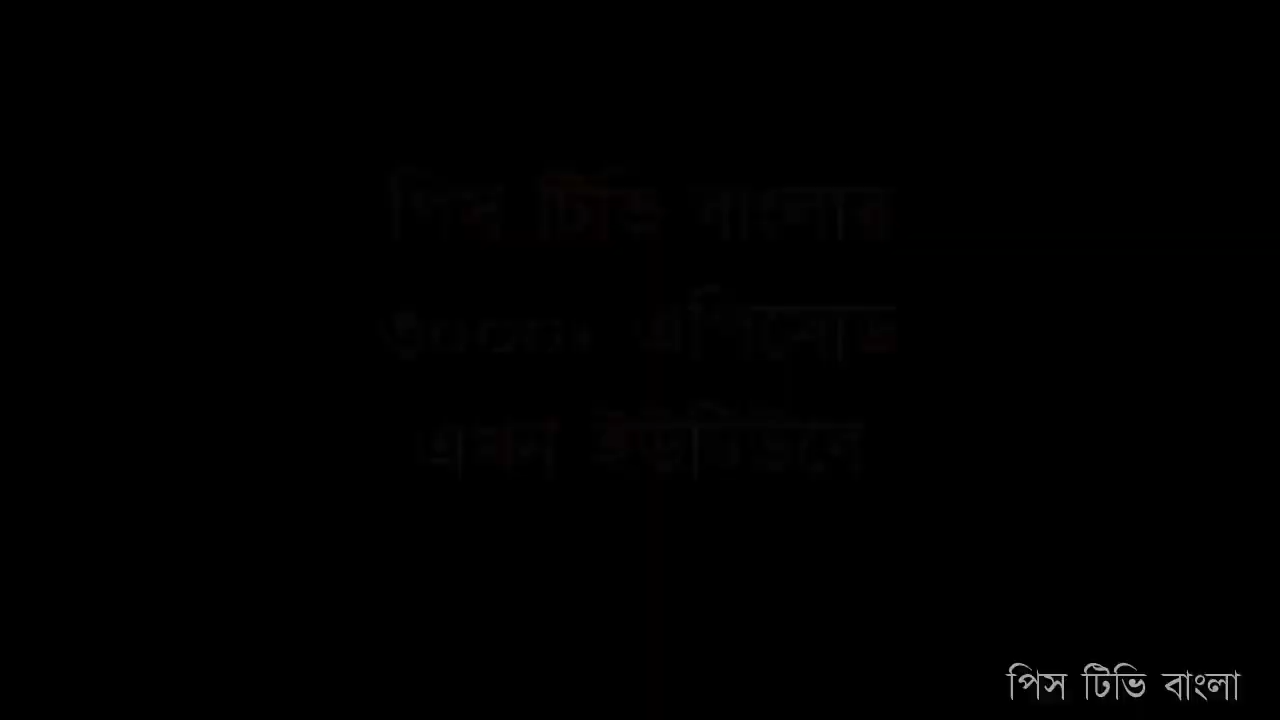 পিস টিভি বাংলার
এপিসোড
এখন ইউটিউবে
পিস টিভি বাংলা